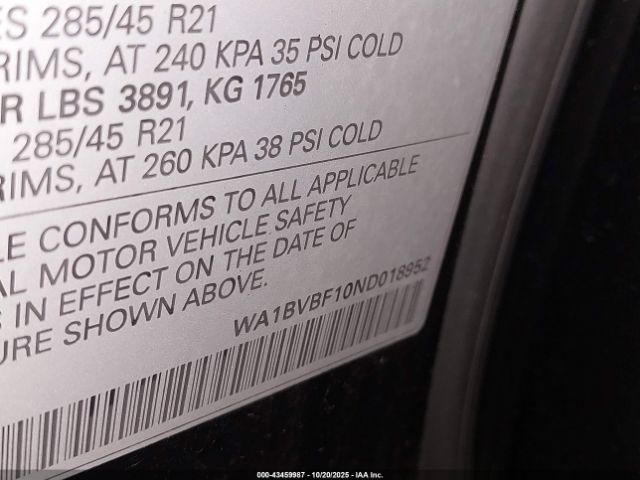 ES 285/45 R21
RIMS, AT 240 KPA 35 PSI COLD
R LBS 3891, KG 1765
285/45 R21
RIMS, AT 260 KPA 38 PSI COLD
LE CONFORMS TO ALL APPLICABLE
AL MOTOR VEHICLE SAFETY
S IN EFFECT ON THE DATE OF
URE SHOWN ABOVE.
WA1BVBF10ND018952
000-43459987 - 10/20/2025 - IAA Inc.